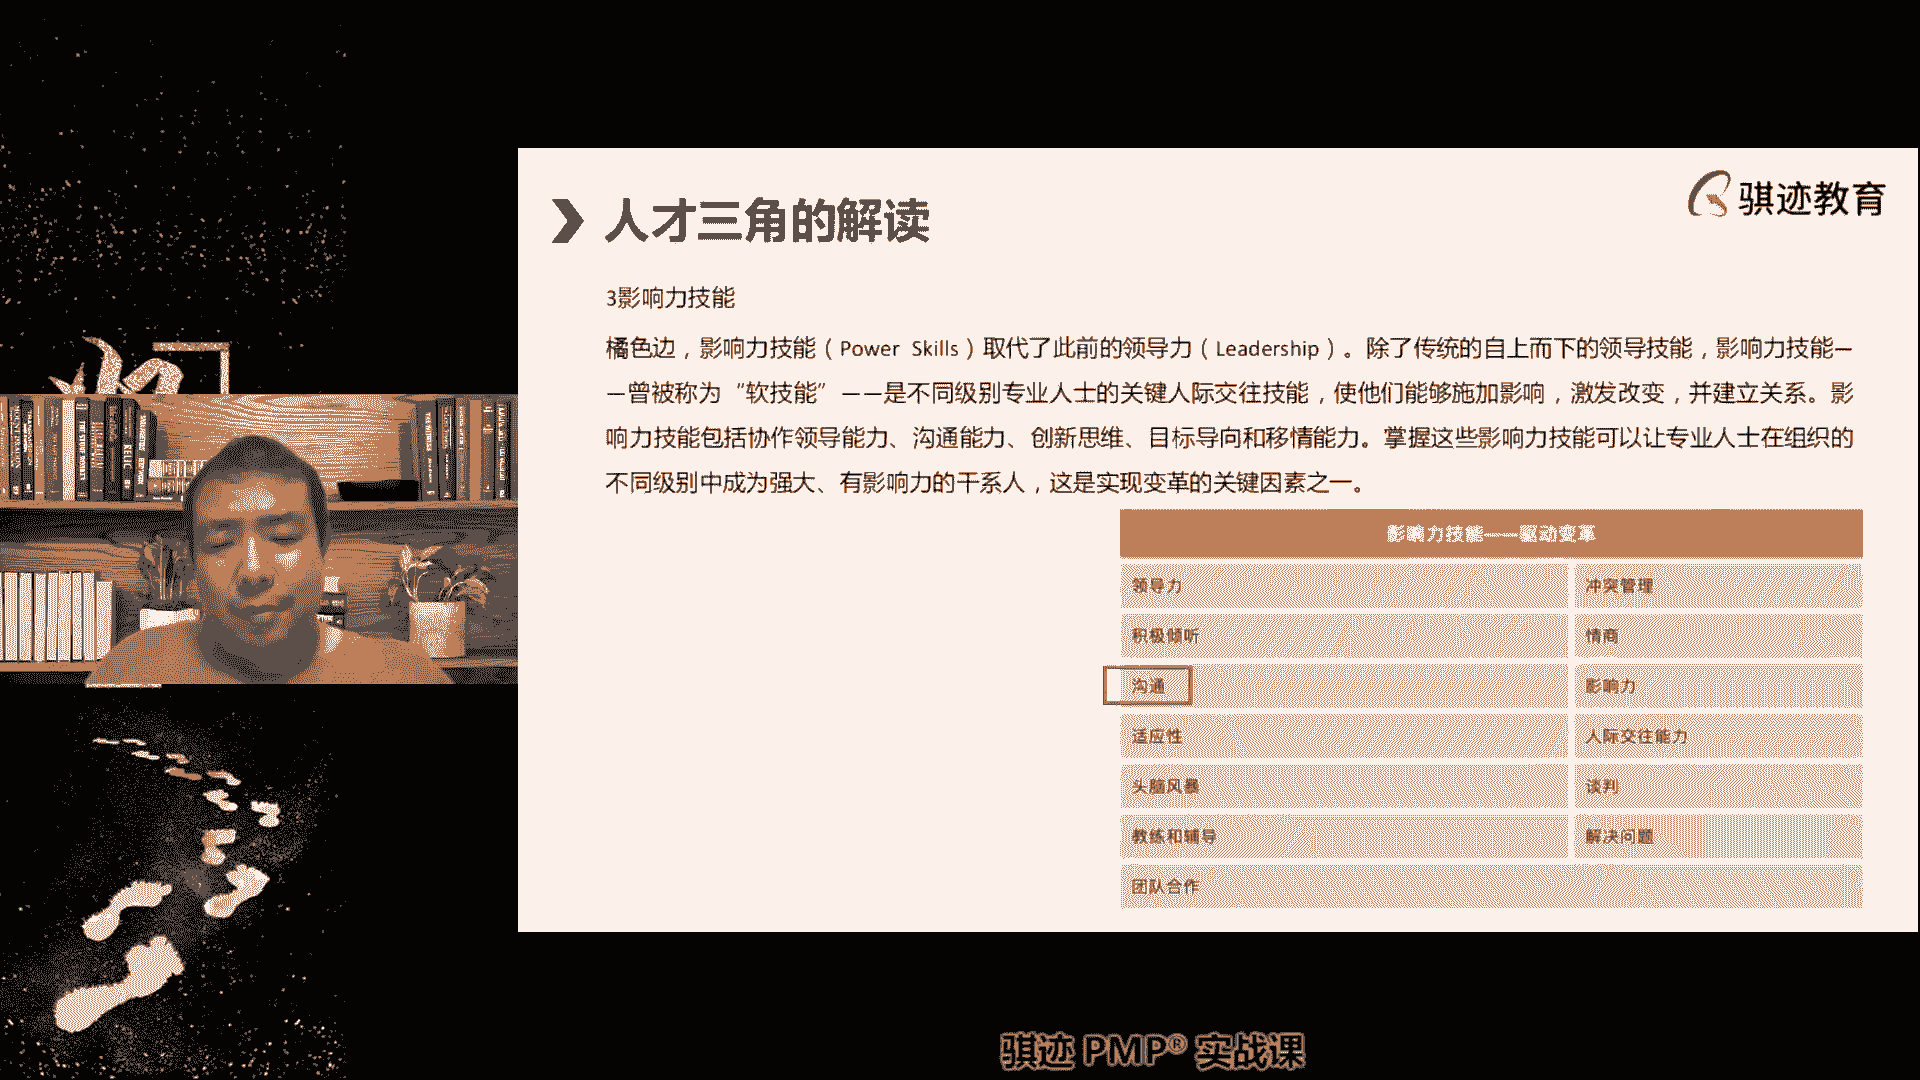 人才三角的解读
骐迹教育
3影响力技能
橘色边，影响力技能（Power Skills）取代了此前的领导力（Leadership）。除了传统的自上而下的领导技能，影响力技能—
—曾被称为“软技能”——是不同级别专业人士的关键人际交往技能，使他们能够施加影响，激发改变，并建立关系。影
响力技能包括协作领导能力、沟通能力、创新思维、目标导向和移情能力。掌握这些影响力技能可以让专业人士在组织的
不同级别中成为强大、有影响力的干系人，这是实现变革的关键因素之一。
影响力技能——驱动变革
领导力 冲突管理
积极倾听 情商
沟通 影响力
适应性 人际交往能力
头脑风暴 谈判
教练和辅导 解决问题
团队合作
骐迹 PMP® 实战课